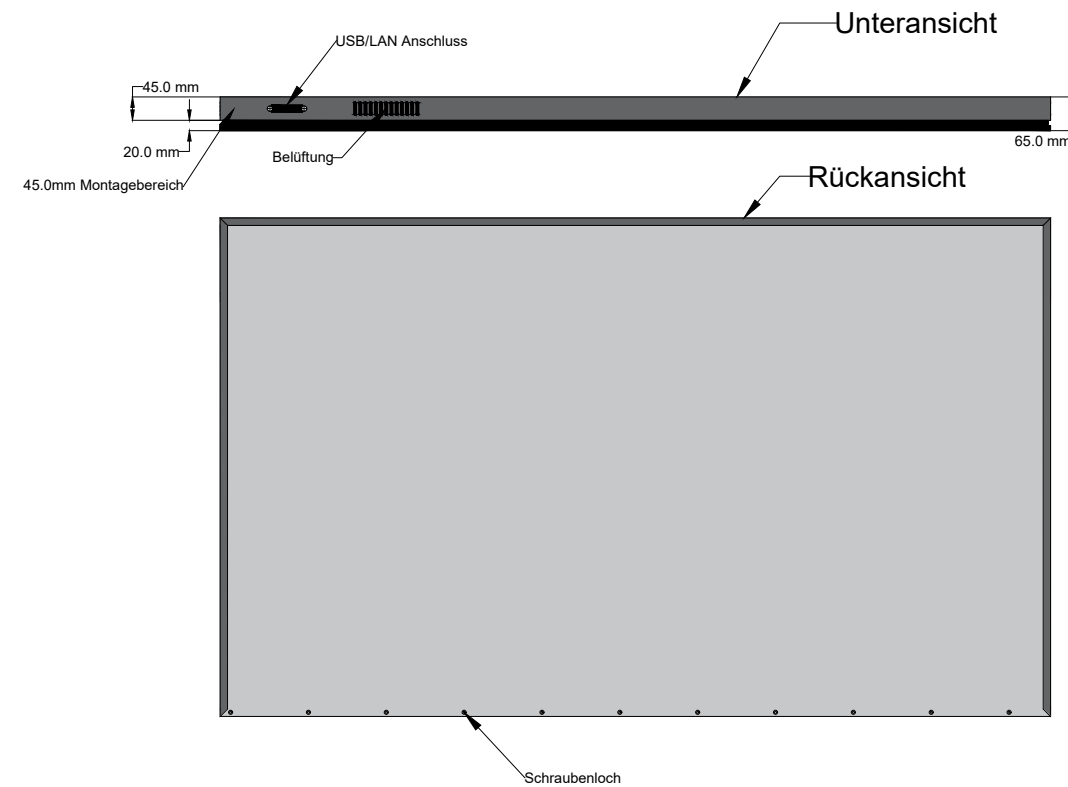 Unteransicht
USB/LAN Anschluss
45.0 mm
65.0 mm
20.0 mm
Belüftung
45.0mm Montagebereich
Rückansicht
Schraubenloch